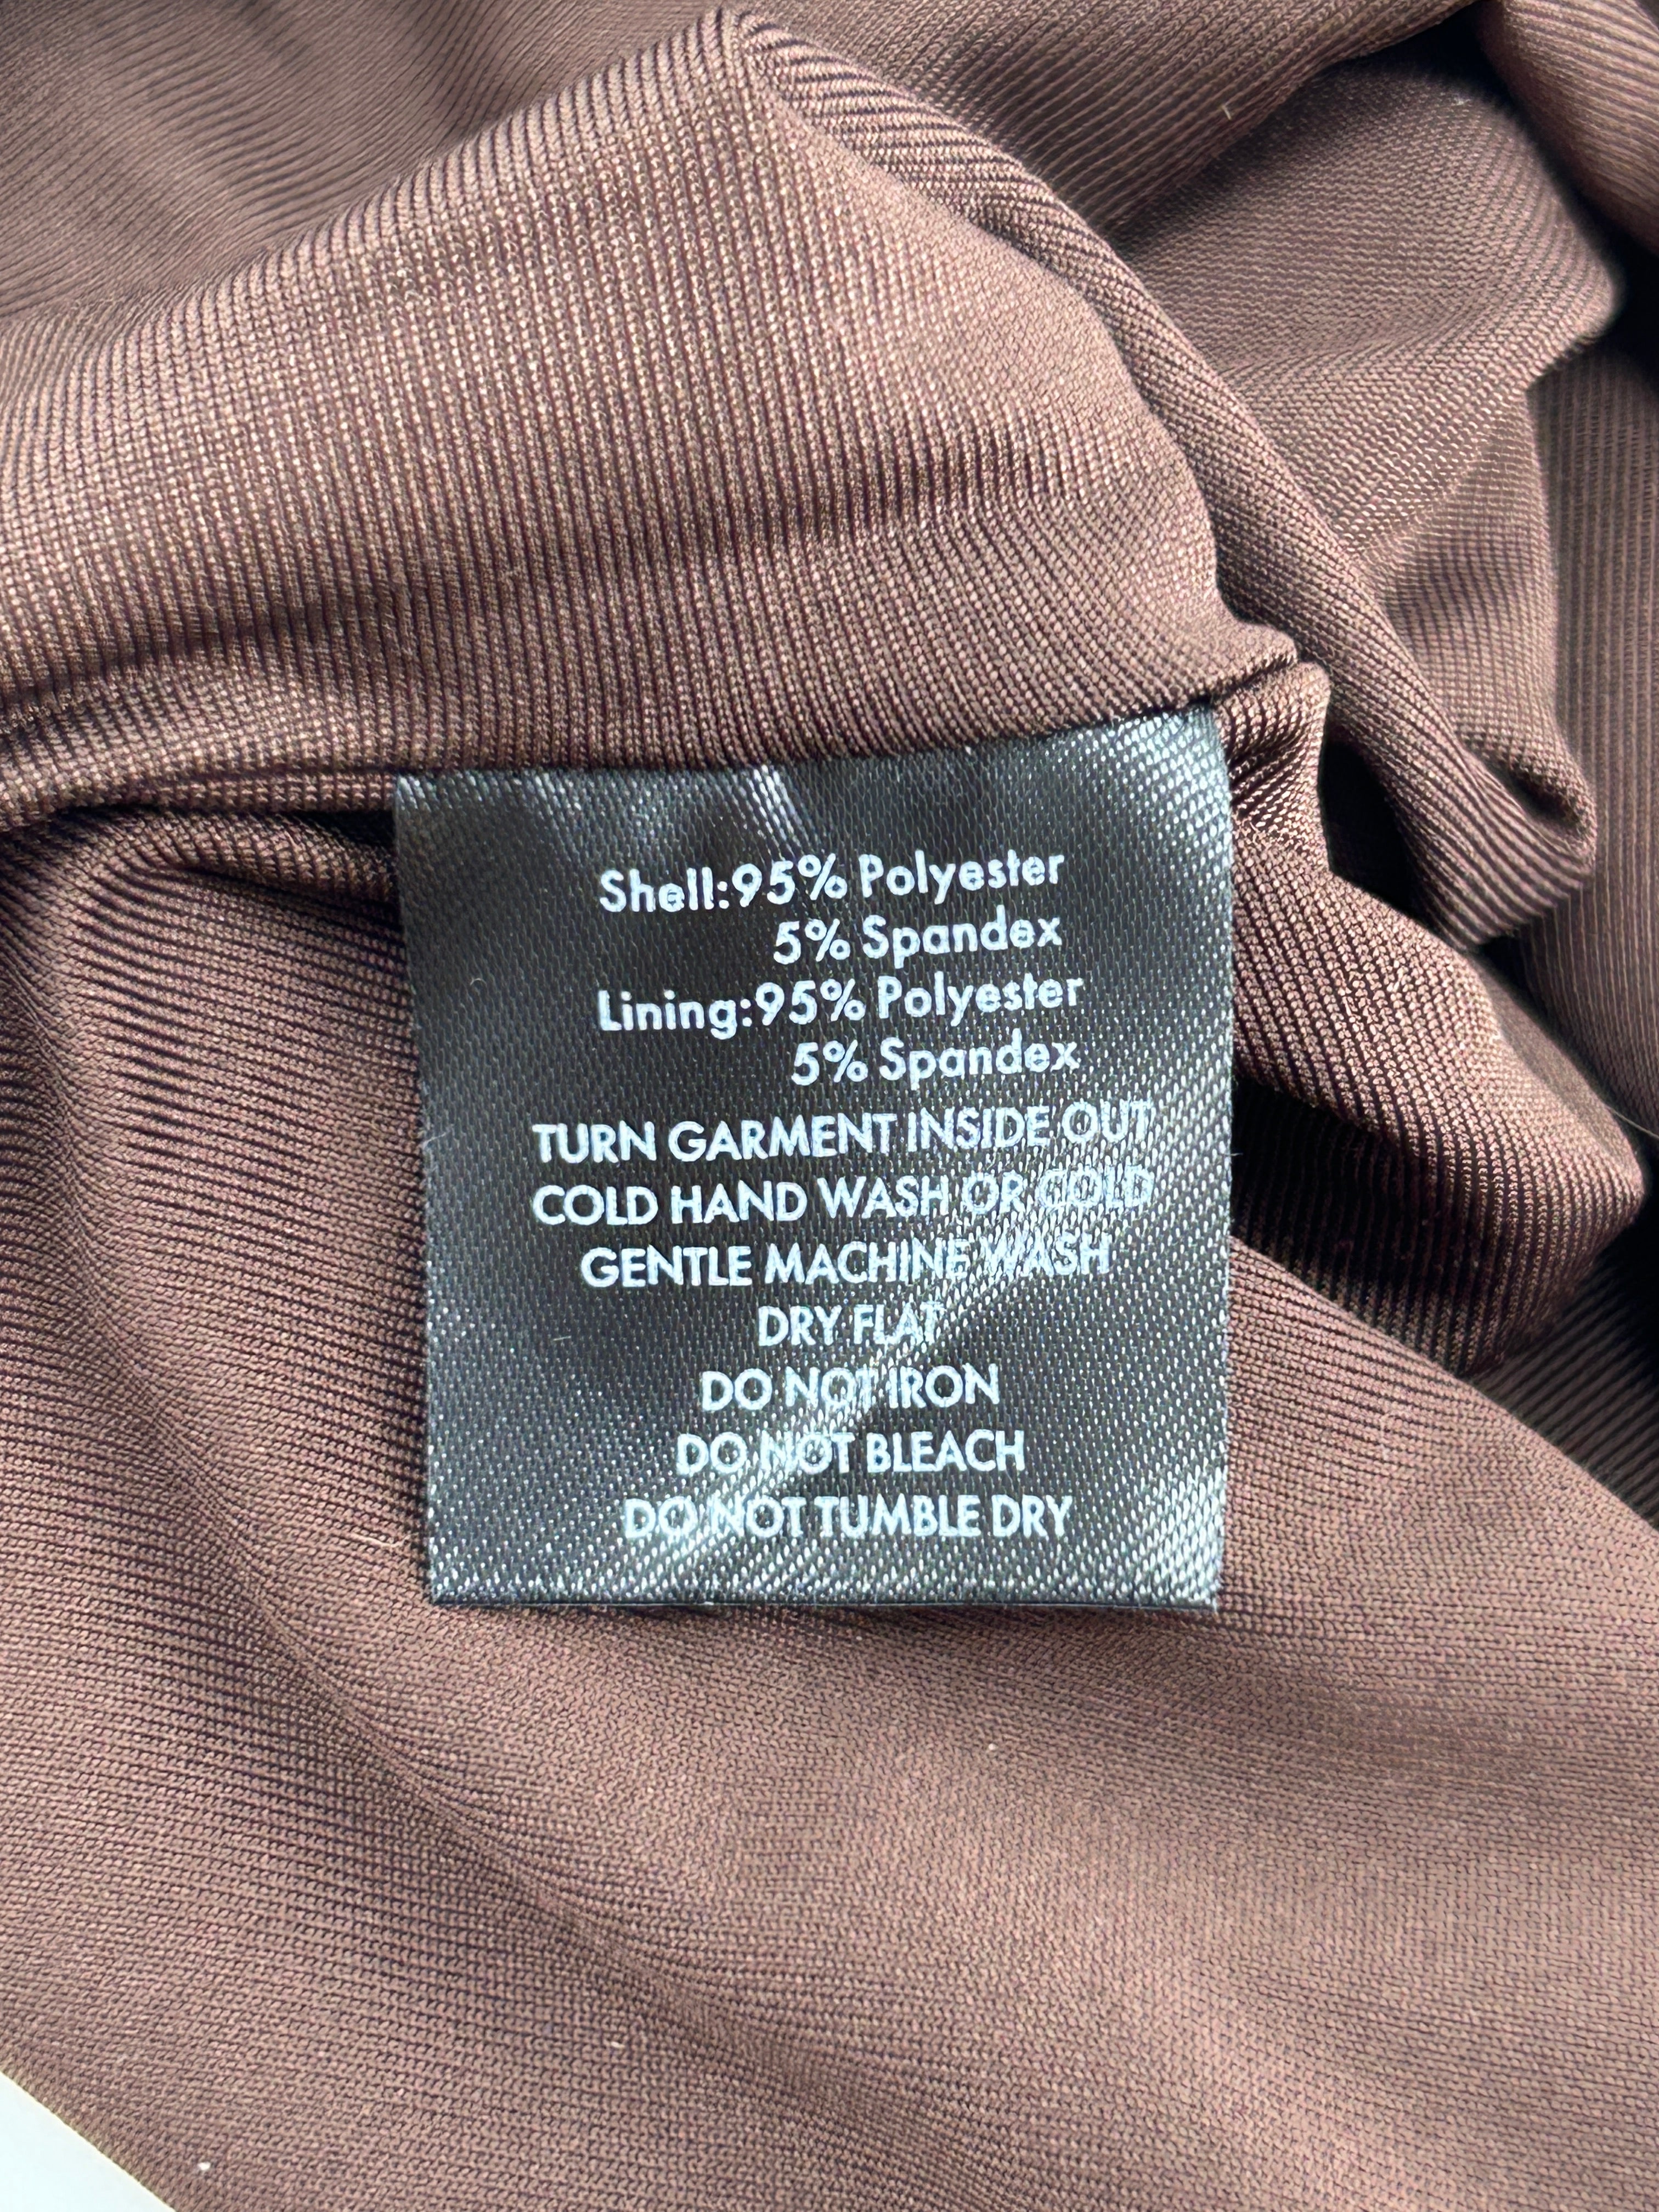 Shell:95% Polyester
5% Spandex
Lining:95% Polyester
5% Spandex
TURN GARMENT INSIDE OUT
COLD HAND WASH OR COLD
GENTLE MACHINE WASH
DRY FLAT
DO NOT IRON
DO NOT BLEACH
DO NOT TUMBLE DRY